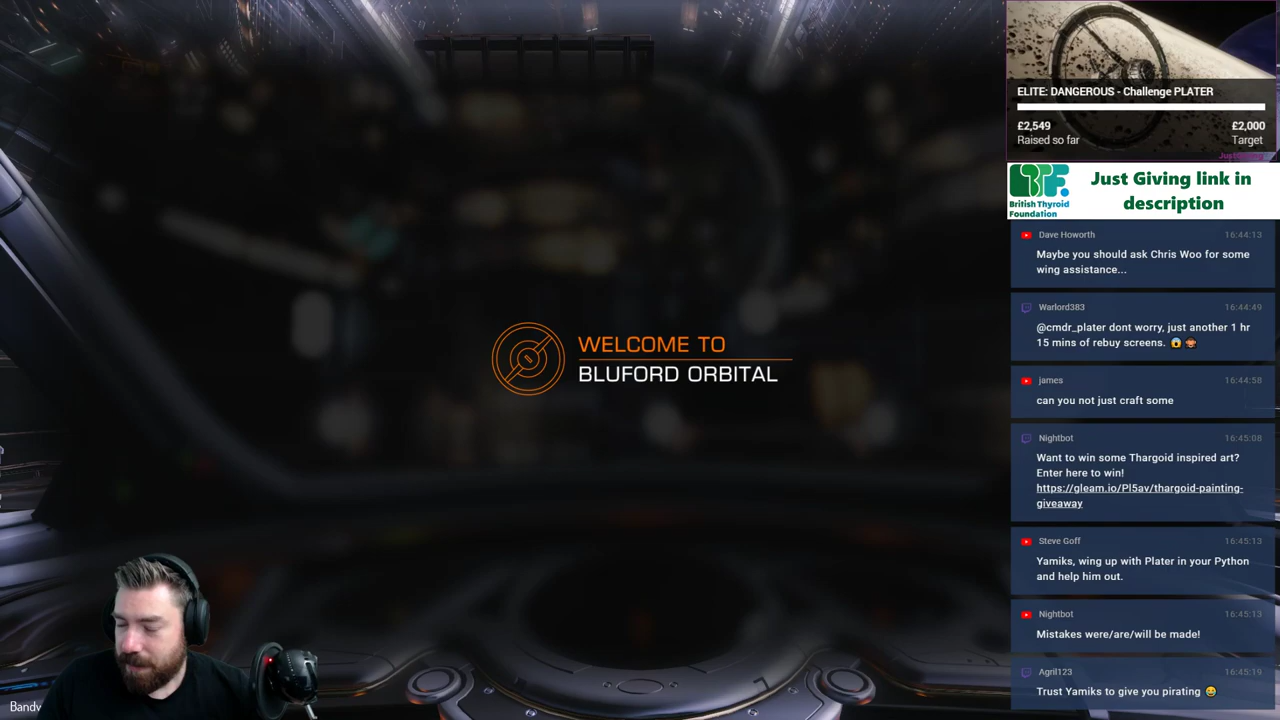 ELITE: DANGEROUS - Challenge PLATER
£2,549
£2,000
Raised so far
Target
JustGiving
BTF
British Thyroid
Foundation
Just Giving link in
description
Dave Howorth 16:44:13
Maybe you should ask Chris Woo for some
wing assistance...
Warlord383 16:44:49
@cmdr_plater dont worry, just another 1 hr
15 mins of rebuy screens. 😱 🙈
james 16:44:58
can you not just craft some
Nightbot 16:45:08
Want to win some Thargoid inspired art?
Enter here to win!
https://gleam.io/Pl5av/thargoid-painting-
giveaway
Steve Goff 16:45:13
Yamiks, wing up with Plater in your Python
and help him out.
Nightbot 16:45:13
Mistakes were/are/will be made!
Agril123 16:45:19
Trust Yamiks to give you pirating 😂
WELCOME TO
BLUFORD ORBITAL
Bandv